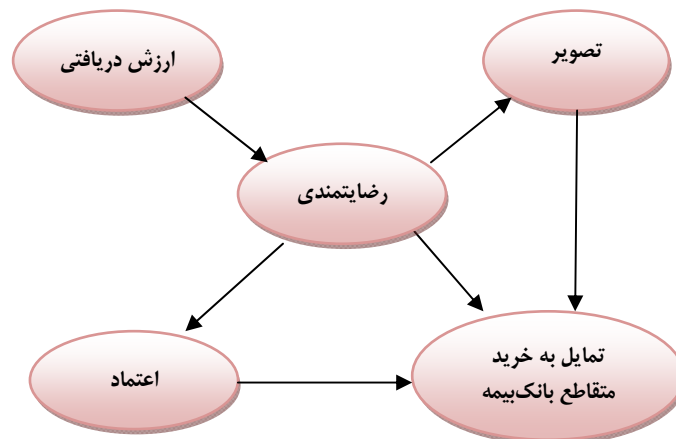 تصویر
ارزش دریافتی
رضایتمندی
تمایل به خرید
متقاطع بانک‌بیمه
اعتماد